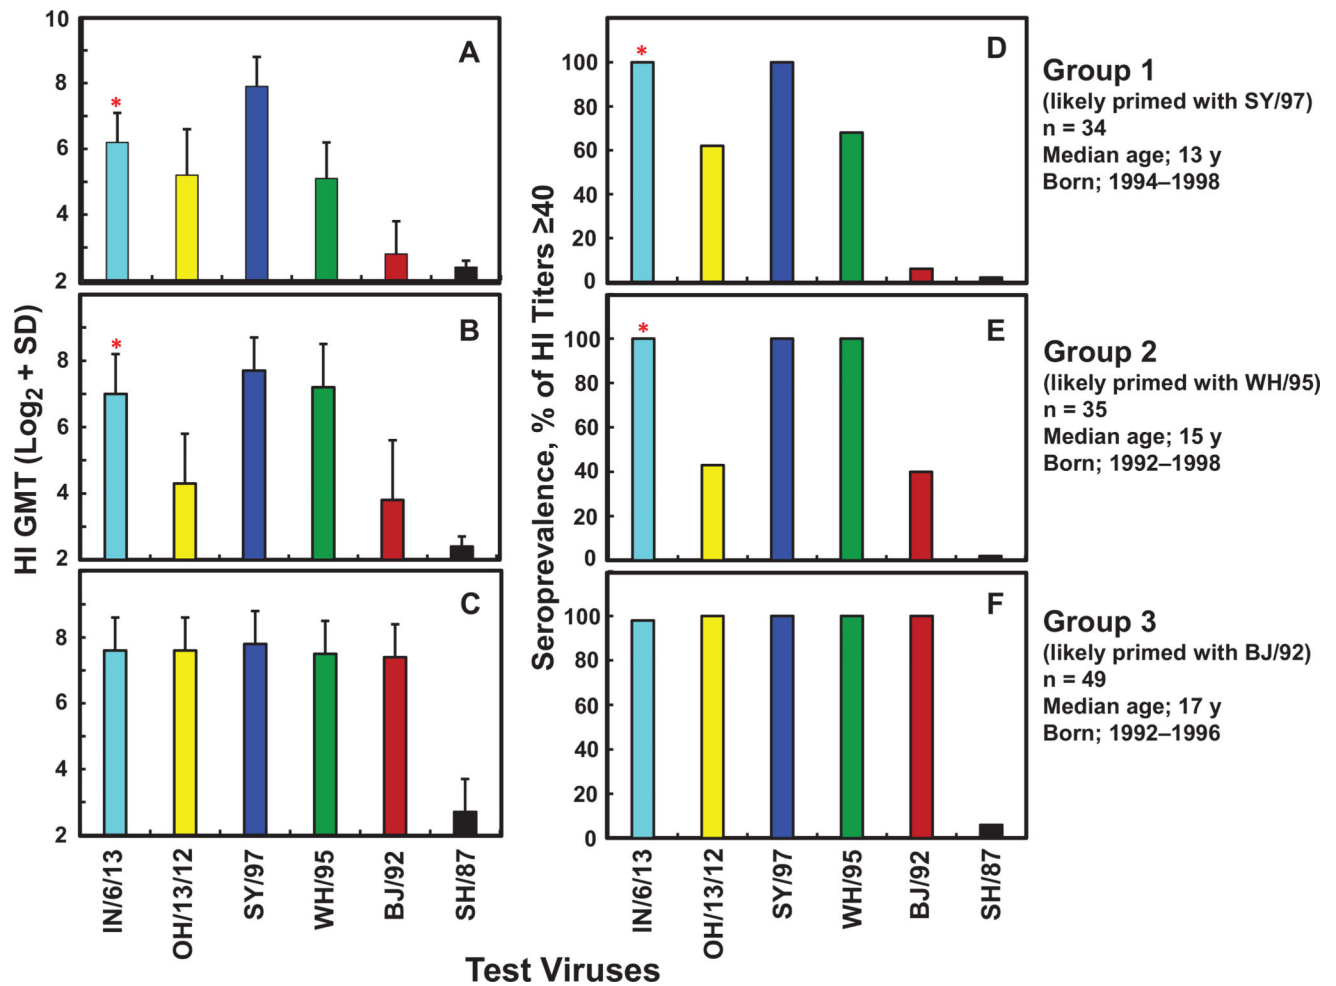 HI GMT (Log2 + SD)
10
8
6
4
2
A
*
8
6
4
2
B
*
8
6
4
2
C
IN/6/13
OH/13/12
SY/97
WH/95
BJ/92
SH/87
Seroprevalence, % of HI Titers ≥40
100
80
60
40
20
0
D
*
100
80
60
40
20
0
E
*
100
80
60
40
20
0
F
IN/6/13
OH/13/12
SY/97
WH/95
BJ/92
SH/87
Test Viruses
Group 1
(likely primed with SY/97)
n = 34
Median age; 13 y
Born; 1994–1998
Group 2
(likely primed with WH/95)
n = 35
Median age; 15 y
Born; 1992–1998
Group 3
(likely primed with BJ/92)
n = 49
Median age; 17 y
Born; 1992–1996